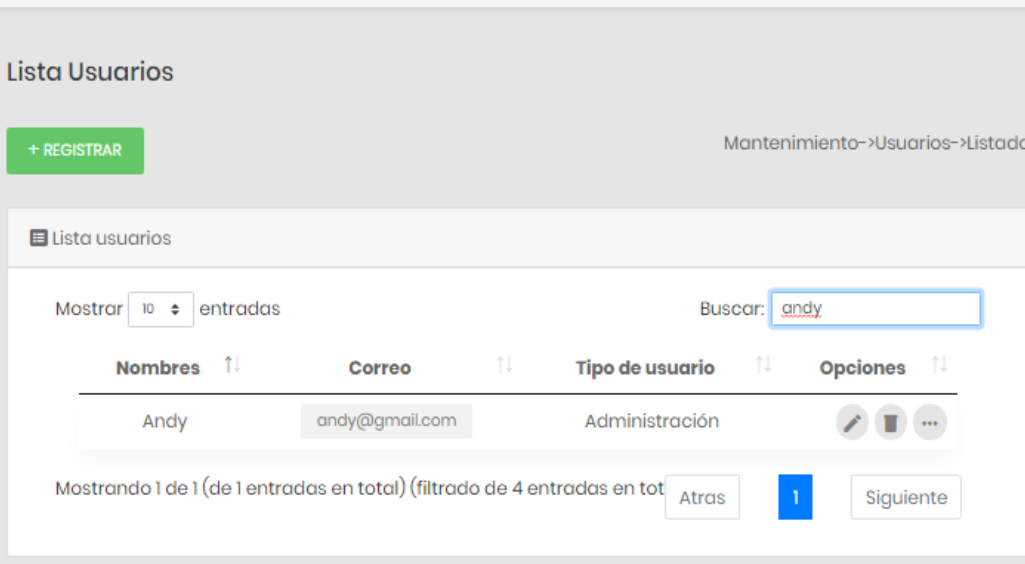 Lista Usuarios
+ REGISTRAR
Mantenimiento->Usuarios->Listado
Lista usuarios
Mostrar 10 entradas
Buscar: andy
Nombres Correo Tipo de usuario Opciones
Andy andy@gmail.com Administración
Mostrando 1 de 1 (de 1 entradas en total) (filtrado de 4 entradas en tot
Atras 1 Siguiente